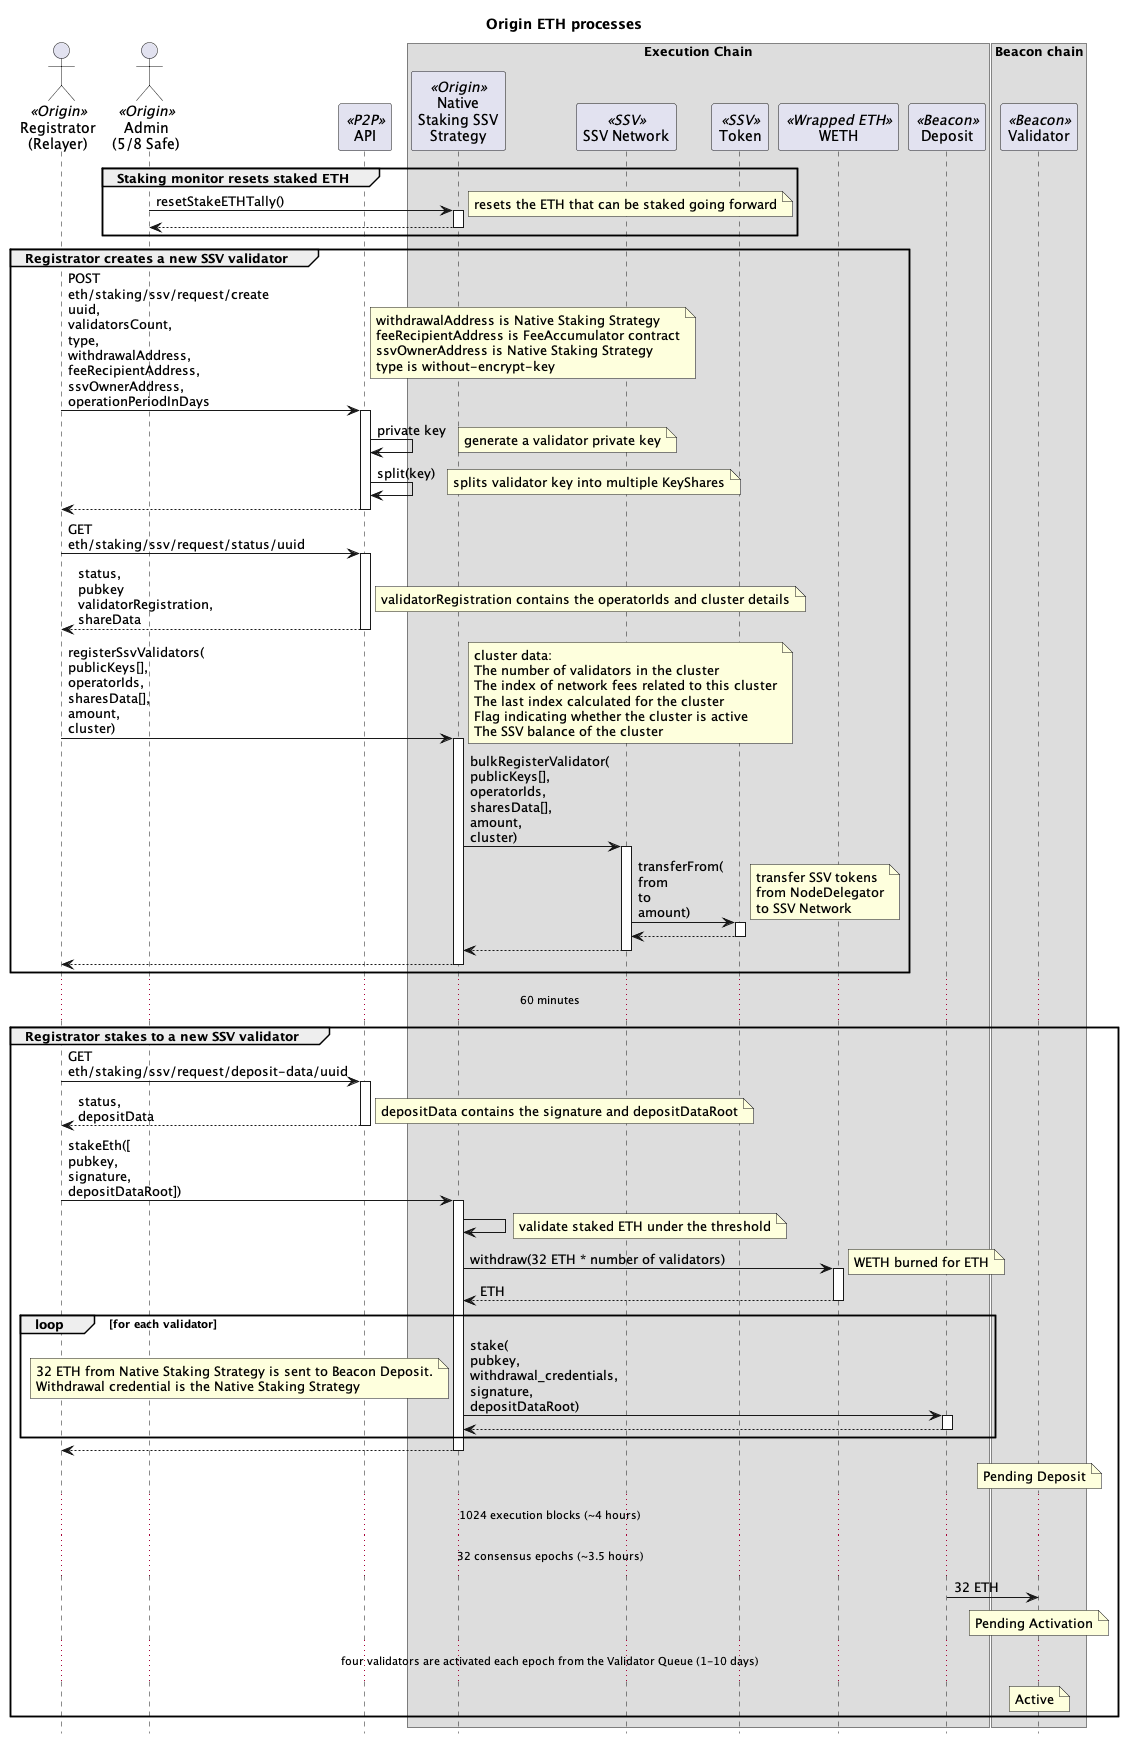 Origin ETH processes
Execution Chain
Beacon chain
«Origin»
Registrator
(Relayer)
«Origin»
Admin
(5/8 Safe)
«P2P»
API
«Origin»
Native
Staking SSV
Strategy
«SSV»
SSV Network
«SSV»
Token
«Wrapped ETH»
WETH
«Beacon»
Deposit
«Beacon»
Validator
Staking monitor resets staked ETH
resetStakeETHTally()
resets the ETH that can be staked going forward
Registrator creates a new SSV validator
POST
eth/staking/ssv/request/create
uuid,
validatorsCount,
type,
withdrawalAddress,
feeRecipientAddress,
ssvOwnerAddress,
operationPeriodInDays
withdrawalAddress is Native Staking Strategy
feeRecipientAddress is FeeAccumulator contract
ssvOwnerAddress is Native Staking Strategy
type is without-encrypt-key
private key
generate a validator private key
split(key)
splits validator key into multiple KeyShares
GET
eth/staking/ssv/request/status/uuid
status,
pubkey
validatorRegistration,
shareData
validatorRegistration contains the operatorIds and cluster details
registerSsvValidators(
publicKeys[],
operatorIds,
sharesData[],
amount,
cluster)
cluster data:
The number of validators in the cluster
The index of network fees related to this cluster
The last index calculated for the cluster
Flag indicating whether the cluster is active
The SSV balance of the cluster
bulkRegisterValidator(
publicKeys[],
operatorIds,
sharesData[],
amount,
cluster)
transferFrom(
from
to
amount)
transfer SSV tokens
from NodeDelegator
to SSV Network
60 minutes
Registrator stakes to a new SSV validator
GET
eth/staking/ssv/request/deposit-data/uuid
status,
depositData
depositData contains the signature and depositDataRoot
stakeEth([
pubkey,
signature,
depositDataRoot])
validate staked ETH under the threshold
withdraw(32 ETH * number of validators)
WETH burned for ETH
ETH
loop
[for each validator]
stake(
pubkey,
withdrawal_credentials,
signature,
depositDataRoot)
32 ETH from Native Staking Strategy is sent to Beacon Deposit.
Withdrawal credential is the Native Staking Strategy
Pending Deposit
1024 execution blocks (~4 hours)
32 consensus epochs (~3.5 hours)
32 ETH
Pending Activation
four validators are activated each epoch from the Validator Queue (1-10 days)
Active